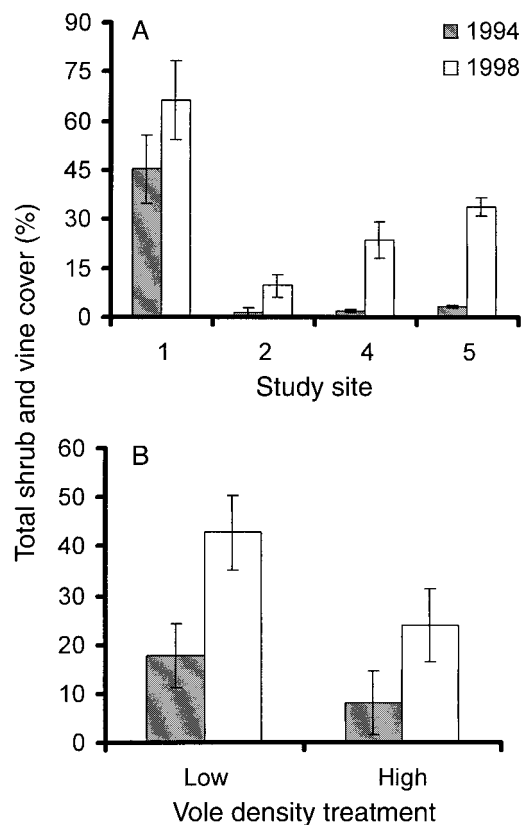 A
1994
1998
90
75
60
45
30
15
0
1 2 4 5
Study site
Total shrub and vine cover (%)
B
60
50
40
30
20
10
0
Low High
Vole density treatment